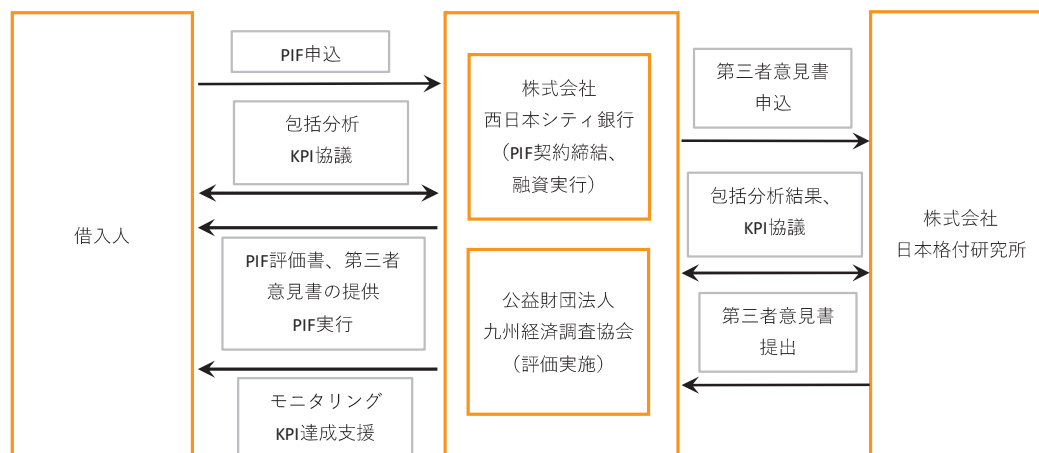 借入人
PIF申込
包括分析
KPI協議
PIF評価書、第三者
意見書の提供
PIF実行
モニタリング
KPI達成支援
株式会社
西日本シティ銀行
（PIF契約締結、
融資実行）
公益財団法人
九州経済調査協会
（評価実施）
第三者意見書
申込
包括分析結果、
KPI協議
第三者意見書
提出
株式会社
日本格付研究所